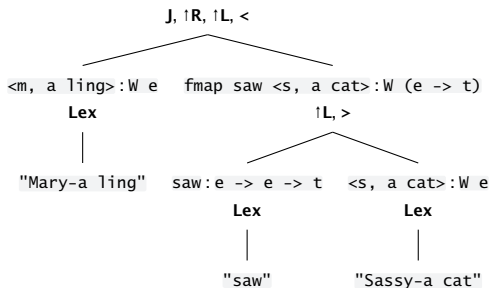 J, ↑R, ↑L, <
<m, a ling>:W e fmap saw <s, a cat>:W (e -> t)
Lex ↑L, >
"Mary-a ling" saw:e -> e -> t <s, a cat>:W e
Lex Lex
"saw" "Sassy-a cat"